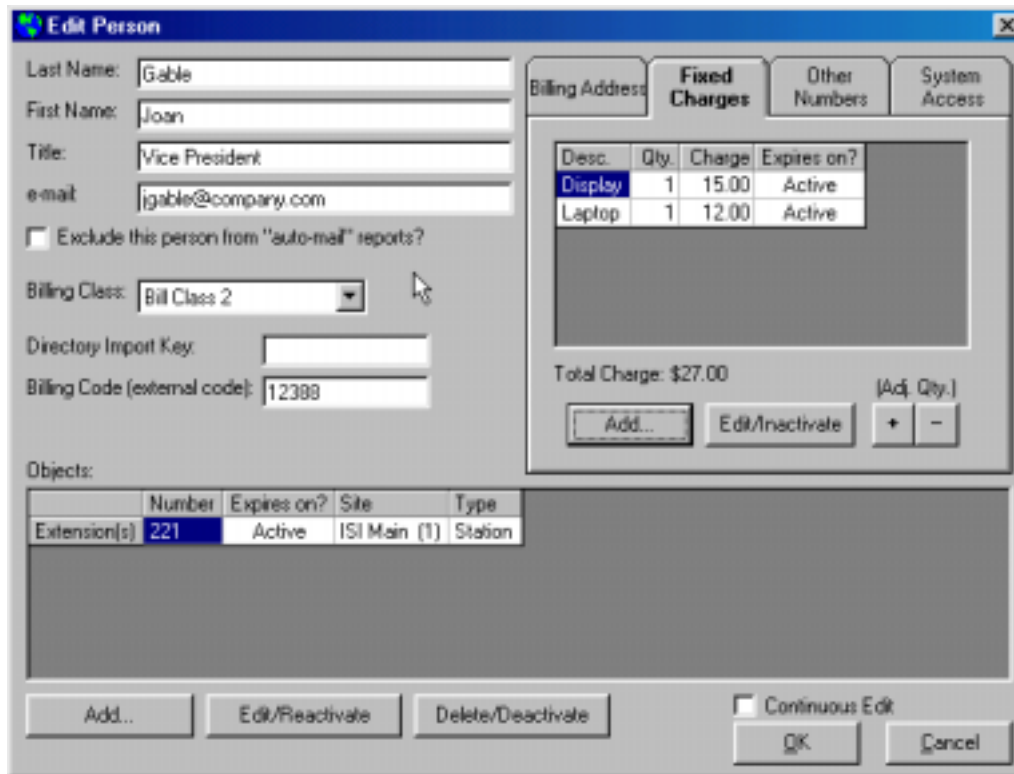 Edit Person
Last Name: Gable
First Name: Joan
Title: Vice President
e-mail: jgable@company.com
Exclude this person from "auto-mail" reports?
Billing Class: Bill Class 2
Directory Import Key:
Billing Code (external code): 12388
Billing Address Fixed Charges Other Numbers System Access
Desc. Qty. Charge Expires on?
Display 1 15.00 Active
Laptop 1 12.00 Active
Total Charge: $27.00
(Adj. Qty.)
Add... Edit/Inactivate + -
Objects:
Number Expires on? Site Type
Extension(s) 221 Active ISI Main (1) Station
Add... Edit/Reactivate Delete/Deactivate
Continuous Edit
OK Cancel